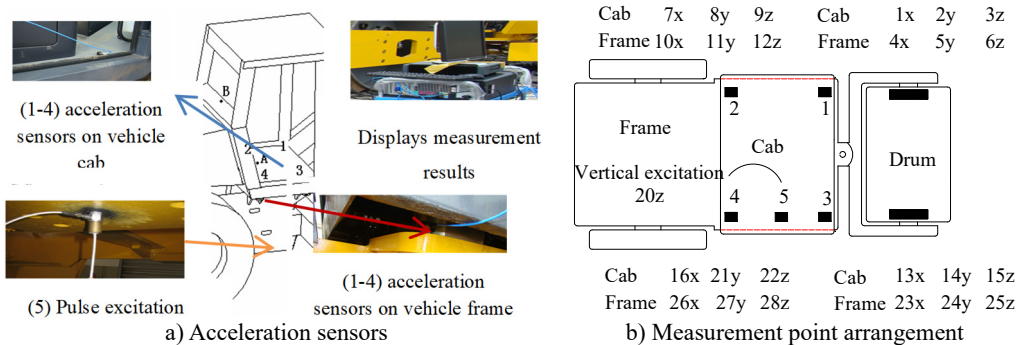 (1-4) acceleration
sensors on vehicle
cab
B
2
1
A
4
3
Displays measurement
results
(5) Pulse excitation
(1-4) acceleration
sensors on vehicle frame
a) Acceleration sensors
Cab 7x 8y 9z
Frame 10x 11y 12z
Cab 1x 2y 3z
Frame 4x 5y 6z
2
1
Frame
Cab
Drum
Vertical excitation
20z
4
5
3
Cab 16x 21y 22z
Frame 26x 27y 28z
Cab 13x 14y 15z
Frame 23x 24y 25z
b) Measurement point arrangement